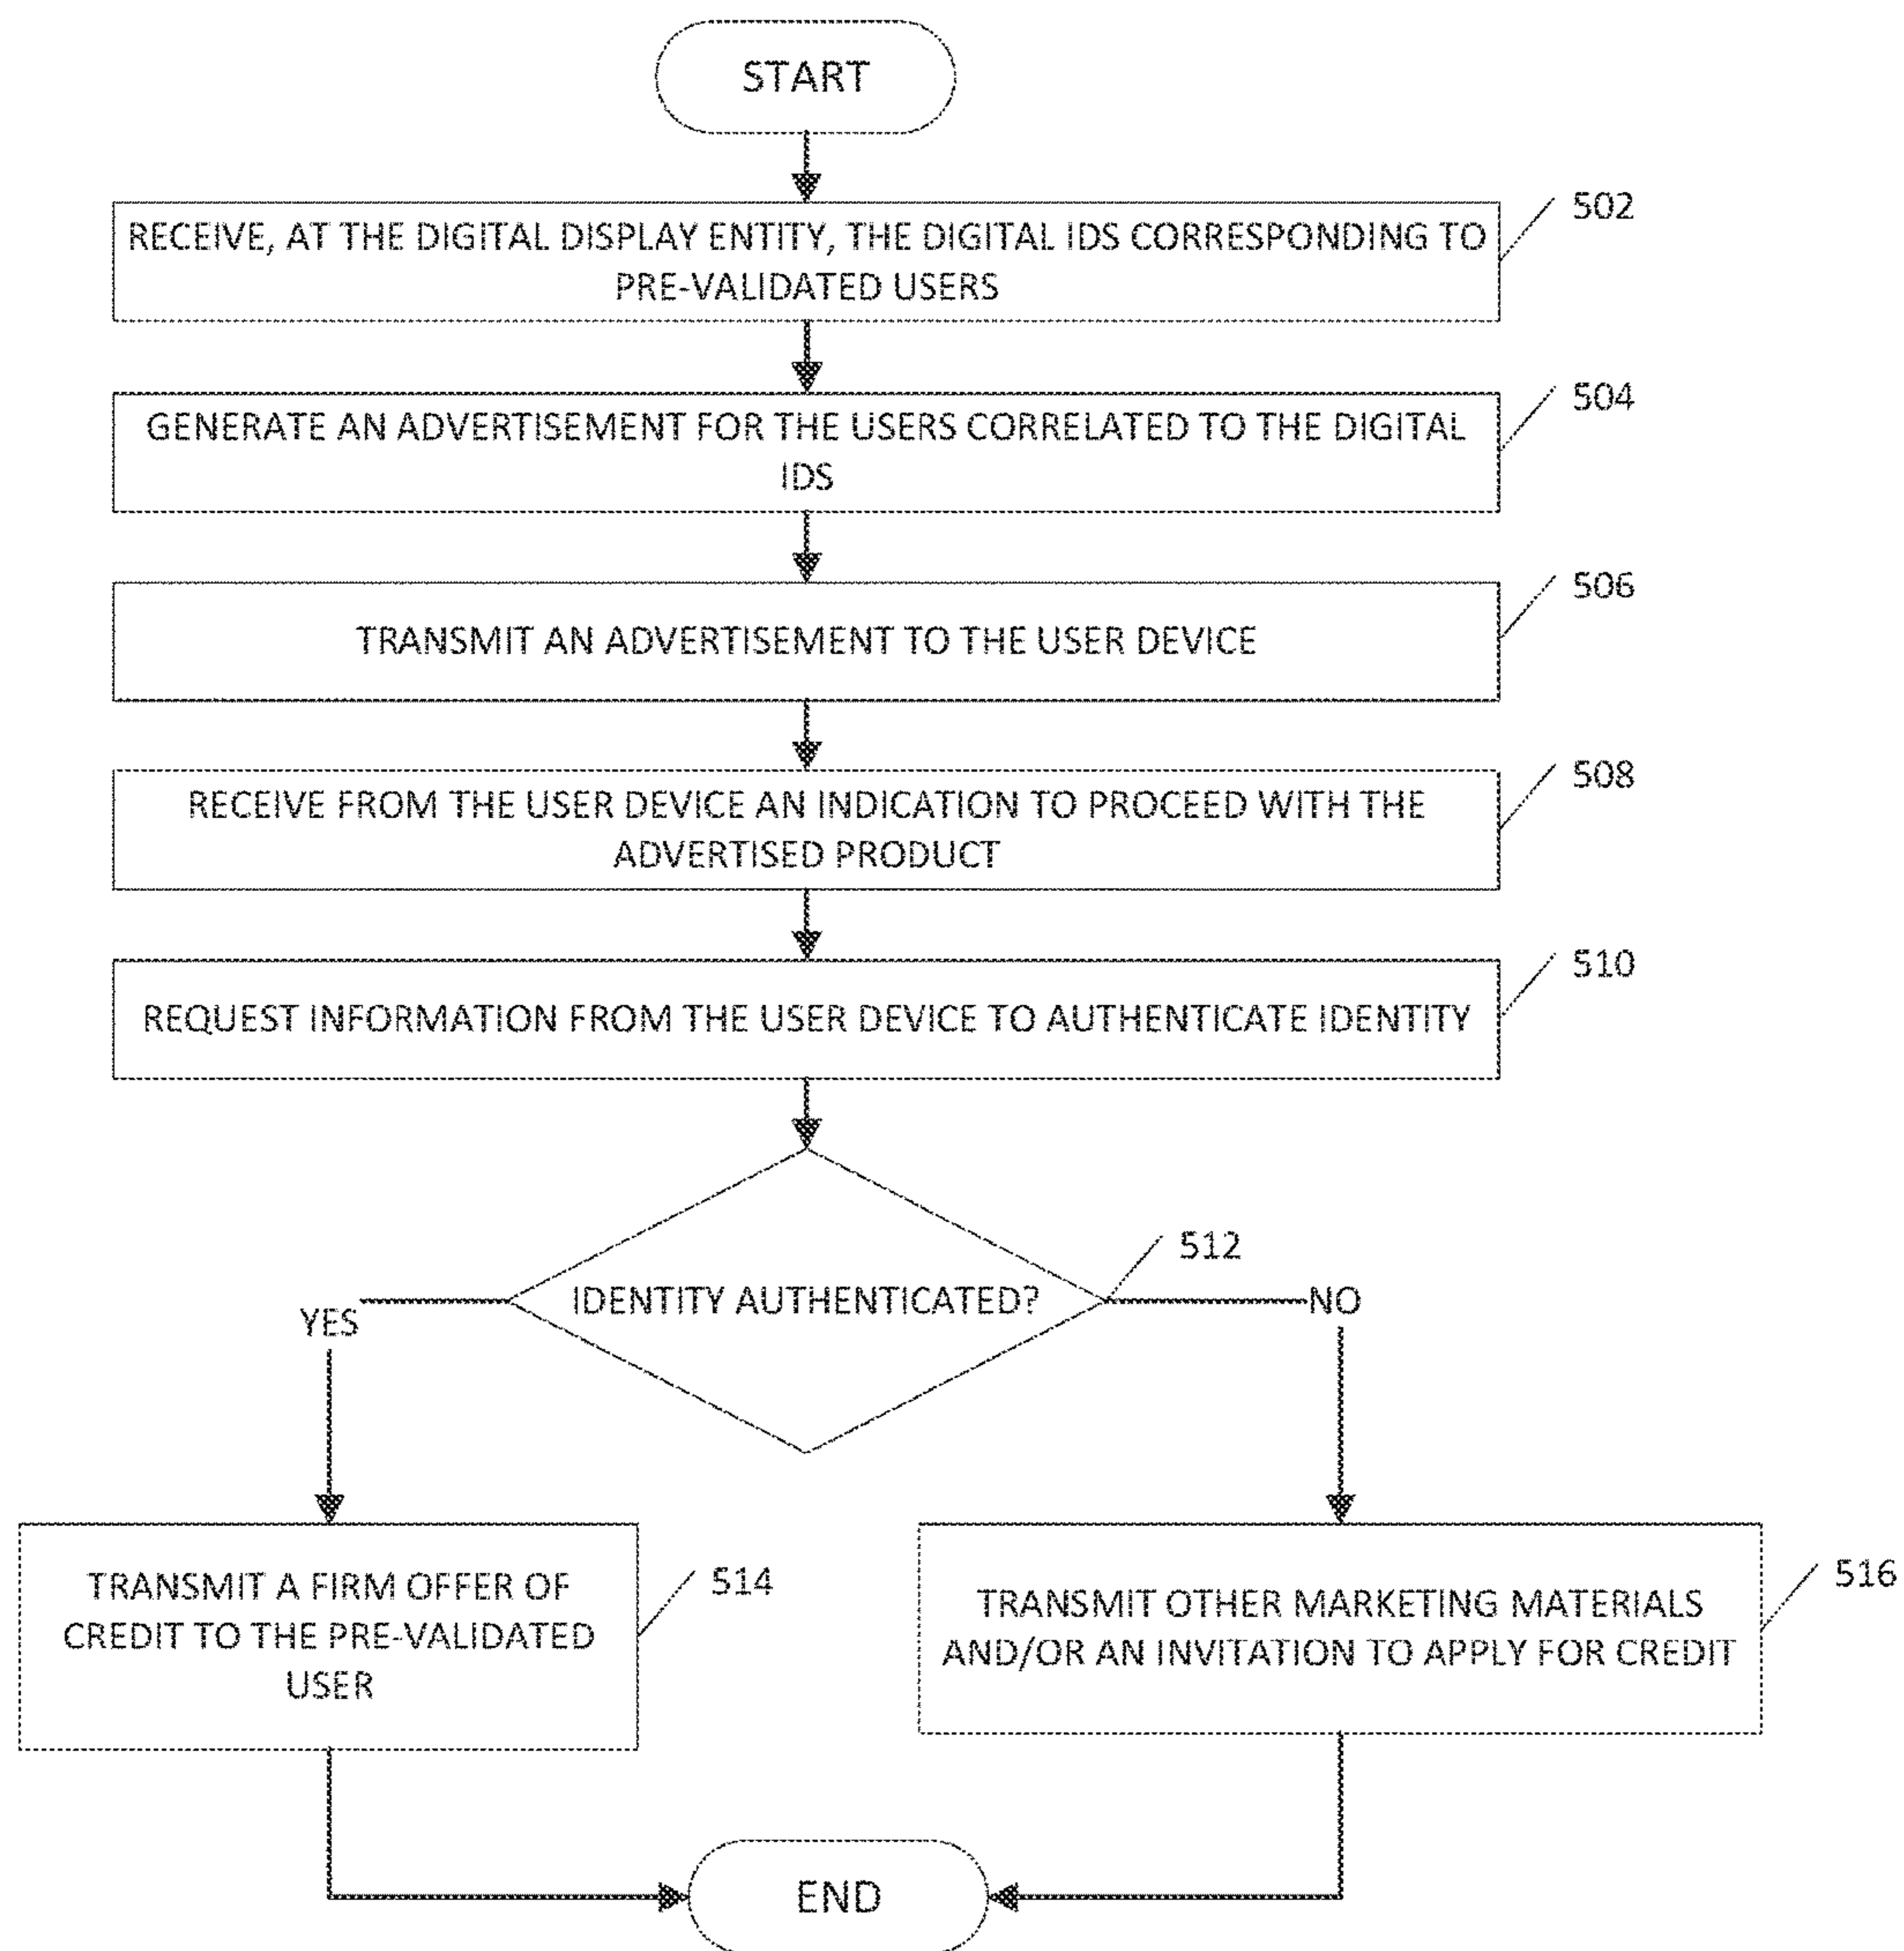 START
RECEIVE, AT THE DIGITAL DISPLAY ENTITY, THE DIGITAL IDS CORRESPONDING TO
PRE-VALIDATED USERS
502
GENERATE AN ADVERTISEMENT FOR THE USERS CORRELATED TO THE DIGITAL
IDS
504
TRANSMIT AN ADVERTISEMENT TO THE USER DEVICE
506
RECEIVE FROM THE USER DEVICE AN INDICATION TO PROCEED WITH THE
ADVERTISED PRODUCT
508
REQUEST INFORMATION FROM THE USER DEVICE TO AUTHENTICATE IDENTITY
510
IDENTITY AUTHENTICATED?
512
YES
NO
TRANSMIT A FIRM OFFER OF
CREDIT TO THE PRE-VALIDATED
USER
514
TRANSMIT OTHER MARKETING MATERIALS
AND/OR AN INVITATION TO APPLY FOR CREDIT
516
END